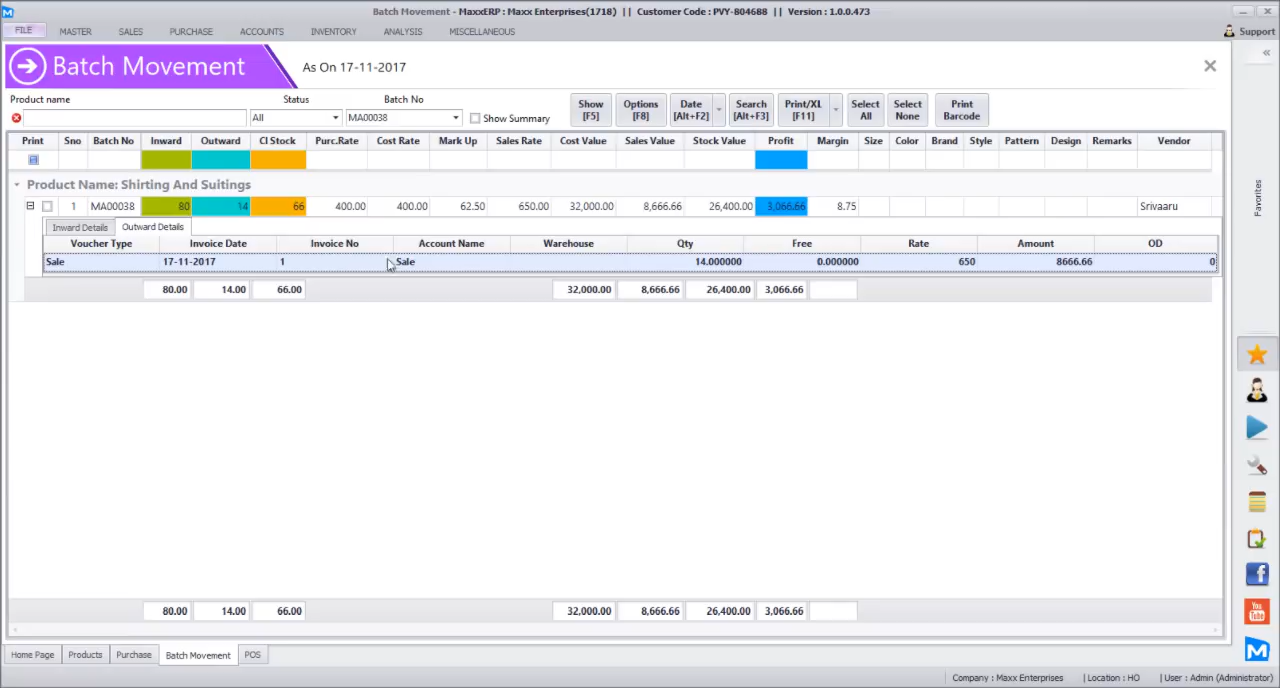 Batch Movement - MaxxERP : Maxx Enterprises(1718) || Customer Code : PVY-804688 || Version : 1.0.0.473
FILE MASTER SALES PURCHASE ACCOUNTS INVENTORY ANALYSIS MISCELLANEOUS Support
Batch Movement As On 17-11-2017
Product name Status Batch No
All MA00038 Show Summary
Show [F5] Options [F8] Date [Alt+F2] Search [Alt+F3] Print/XL [F11] Select All Select None Print Barcode
Print Sno Batch No Inward Outward Cl Stock Purc.Rate Cost Rate Mark Up Sales Rate Cost Value Sales Value Stock Value Profit Margin Size Color Brand Style Pattern Design Remarks Vendor
Product Name: Shirting And Suitings
1 MA00038 80 14 66 400.00 400.00 62.50 650.00 32,000.00 8,666.66 26,400.00 3,066.66 8.75 Srivaaru
Inward Details Outward Details
Voucher Type Invoice Date Invoice No Account Name Warehouse Qty Free Rate Amount OD
Sale 17-11-2017 1 Sale 14.000000 0.000000 650 8666.66 0
80.00 14.00 66.00 32,000.00 8,666.66 26,400.00 3,066.66
80.00 14.00 66.00 32,000.00 8,666.66 26,400.00 3,066.66
Favorites
You Tube
Home Page Products Purchase Batch Movement POS
Company : Maxx Enterprises | Location : HO | User : Admin (Administrator)